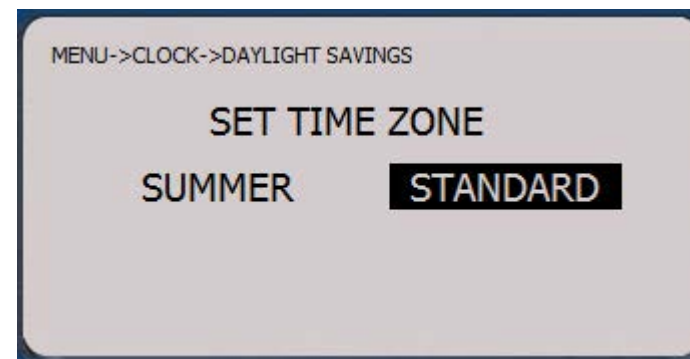 MENU->CLOCK->DAYLIGHT SAVINGS
SET TIME ZONE
SUMMER STANDARD